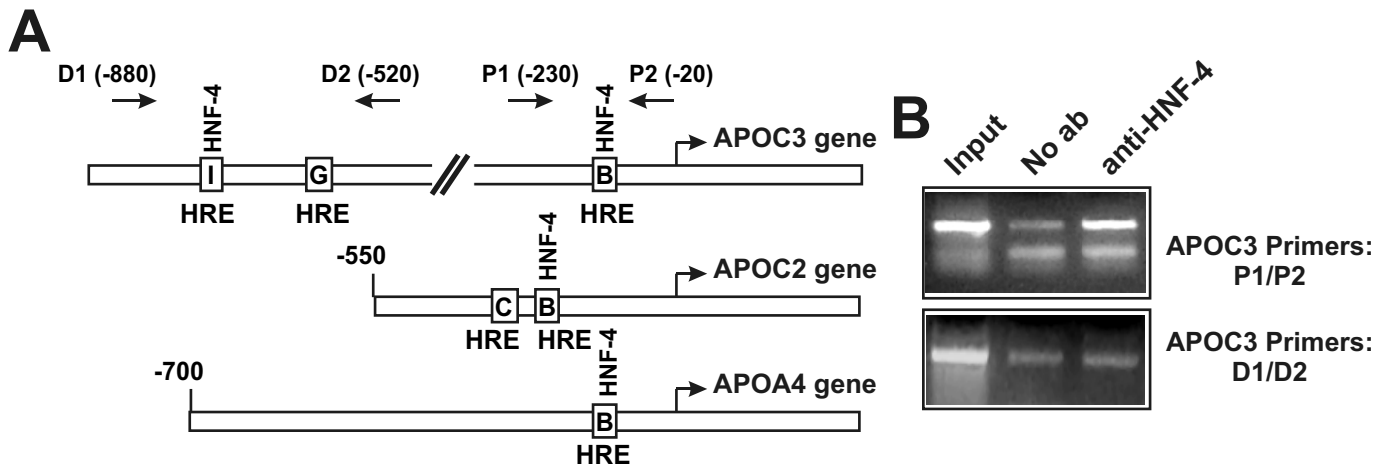 A
D1 (-880)
D2 (-520)
P1 (-230)
P2 (-20)
HNF-4
HNF-4
APOC3 gene
I
G
B
HRE
HRE
HRE
-550
HNF-4
APOC2 gene
C
B
HRE
HRE
-700
HNF-4
APOA4 gene
B
HRE
B
Input
No ab
anti-HNF-4
APOC3 Primers:
P1/P2
APOC3 Primers:
D1/D2